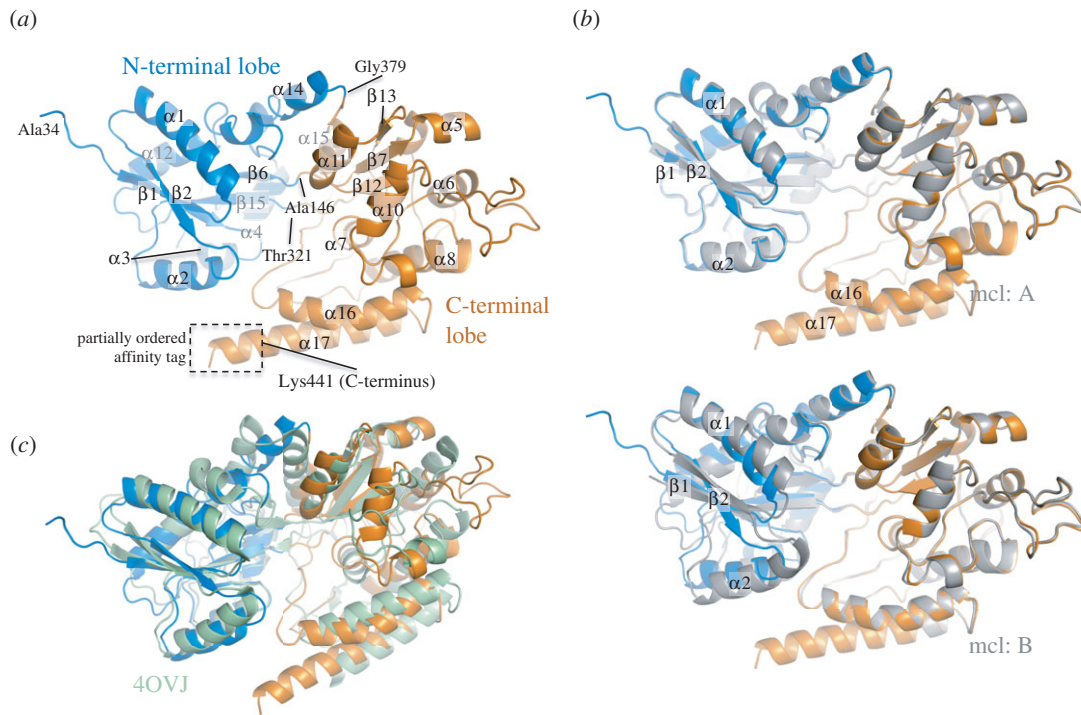 (a)
N-terminal lobe
α14
Gly379
β13
Ala34
α1
α15
α5
α12
α11
β7
β6
β12
α6
β1
β2
β15
Ala146
α10
α4
α3
Thr321
α7
α8
α2
α16
C-terminal
lobe
partially ordered
affinity tag
α17
Lys441 (C-terminus)
(b)
α1
β1
β2
α2
α16
mcl: A
α17
α1
β1
β2
α2
mcl: B
(c)
4OVJ